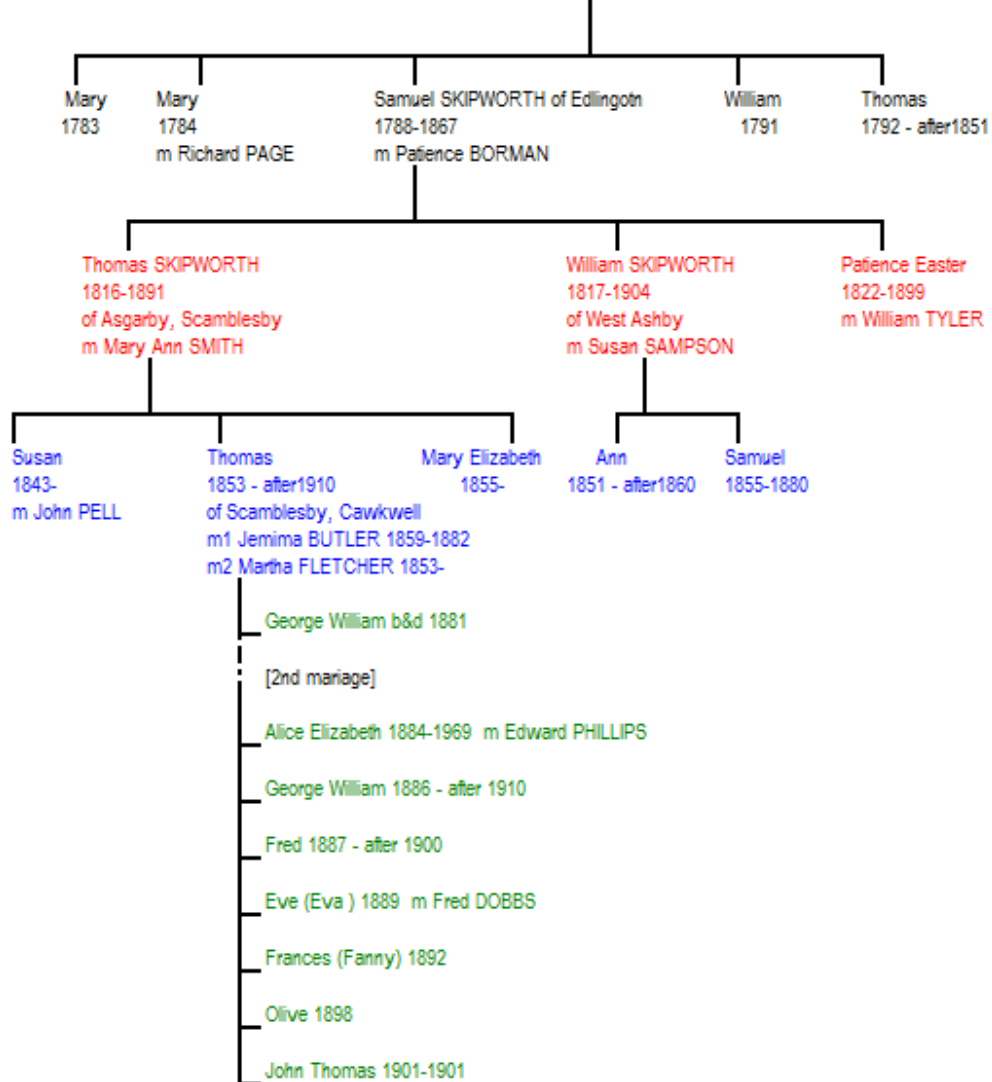 Mary
1783
Mary
1784
m Richard PAGE
Samuel SKIPWORTH of Edlingotn
1788-1867
m Patience BORMAN
William
1791
Thomas
1792 - after1851
Thomas SKIPWORTH
1816-1891
of Asgarby, Scamblesby
m Mary Ann SMITH
William SKIPWORTH
1817-1904
of West Ashby
m Susan SAMPSON
Patience Easter
1822-1899
m William TYLER
Susan
1843-
m John PELL
Thomas
1853 - after1910
of Scamblesby, Cawkwell
m1 Jemima BUTLER 1859-1882
m2 Martha FLETCHER 1853-
Mary Elizabeth
1855-
Ann
1851 - after1860
Samuel
1855-1880
George William b&d 1881
[2nd mariage]
Alice Elizabeth 1884-1969 m Edward PHILLIPS
George William 1886 - after 1910
Fred 1887 - after 1900
Eve (Eva ) 1889 m Fred DOBBS
Frances (Fanny) 1892
Olive 1898
John Thomas 1901-1901